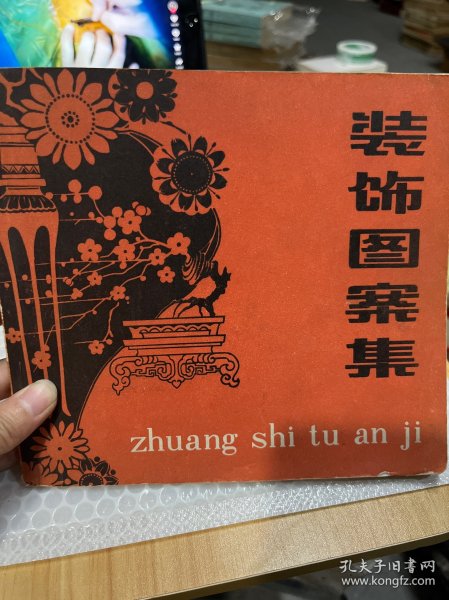 装饰图案集
zhuang shi tu an ji
孔夫子旧书网
www.kongfz.com